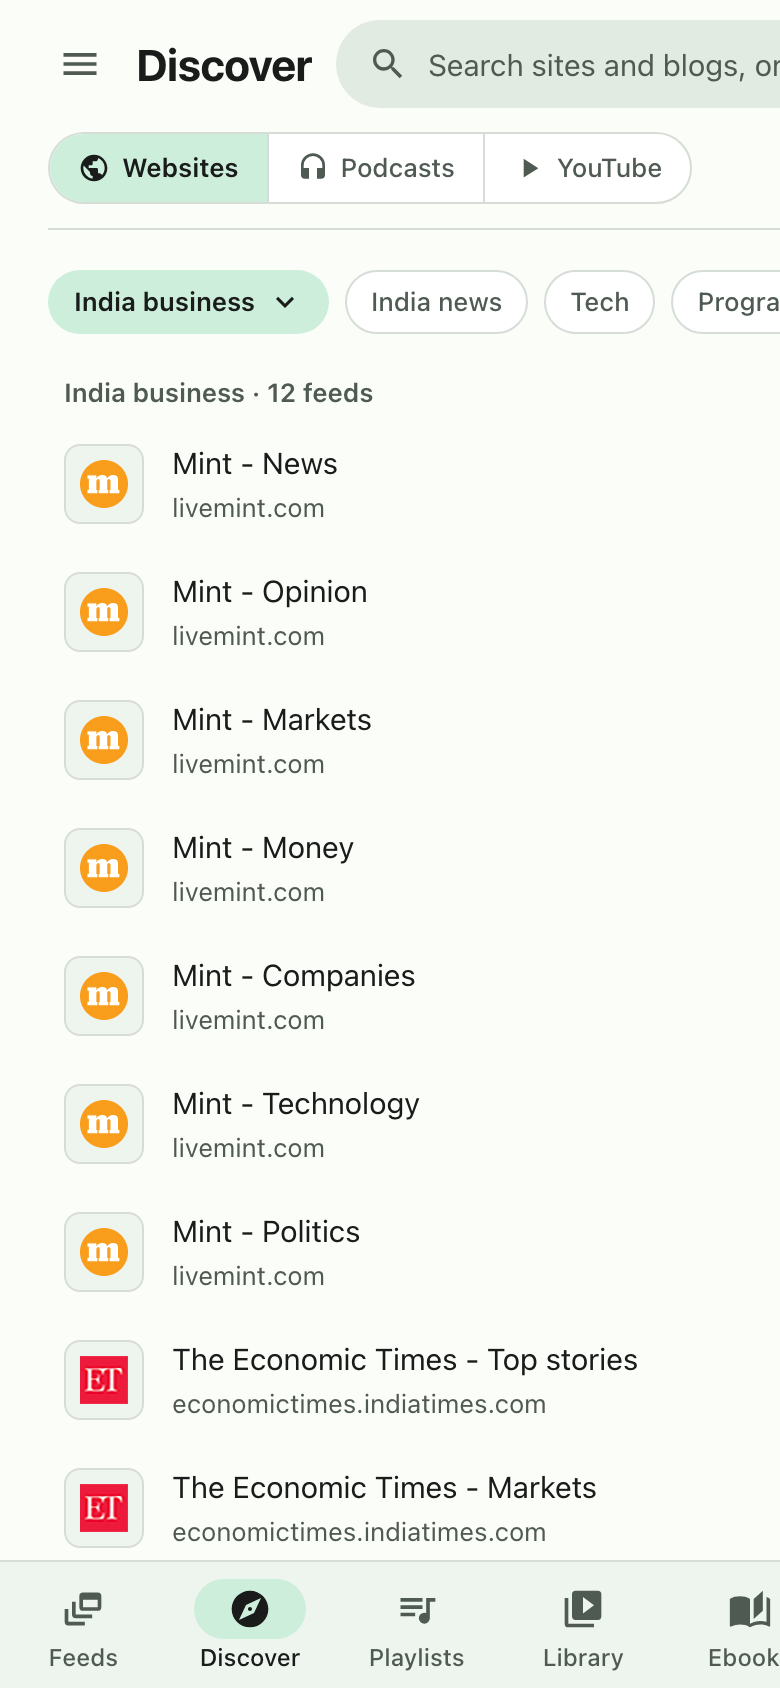 Discover
Search sites and blogs, or
Websites
Podcasts
YouTube
India business
India news
Tech
Progra
India business · 12 feeds
m
Mint - News
livemint.com
m
Mint - Opinion
livemint.com
m
Mint - Markets
livemint.com
m
Mint - Money
livemint.com
m
Mint - Companies
livemint.com
m
Mint - Technology
livemint.com
m
Mint - Politics
livemint.com
ET
The Economic Times - Top stories
economictimes.indiatimes.com
ET
The Economic Times - Markets
economictimes.indiatimes.com
Feeds
Discover
Playlists
Library
Ebook